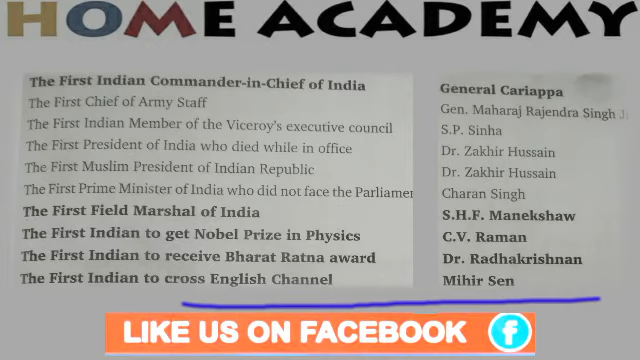 HOME ACADEMY
The First Indian Commander-in-Chief of India General Cariappa
The First Chief of Army Staff Gen. Maharaj Rajendra Singh
The First Indian Member of the Viceroy's executive council S.P. Sinha
The First President of India who died while in office Dr. Zakhir Hussain
The First Muslim President of Indian Republic Dr. Zakhir Hussain
The First Prime Minister of India who did not face the Parliamen Charan Singh
The First Field Marshal of India S.H.F. Manekshaw
The First Indian to get Nobel Prize in Physics C.V. Raman
The First Indian to receive Bharat Ratna award Dr. Radhakrishnan
The First Indian to cross English Channel Mihir Sen
LIKE US ON FACEBOOK f